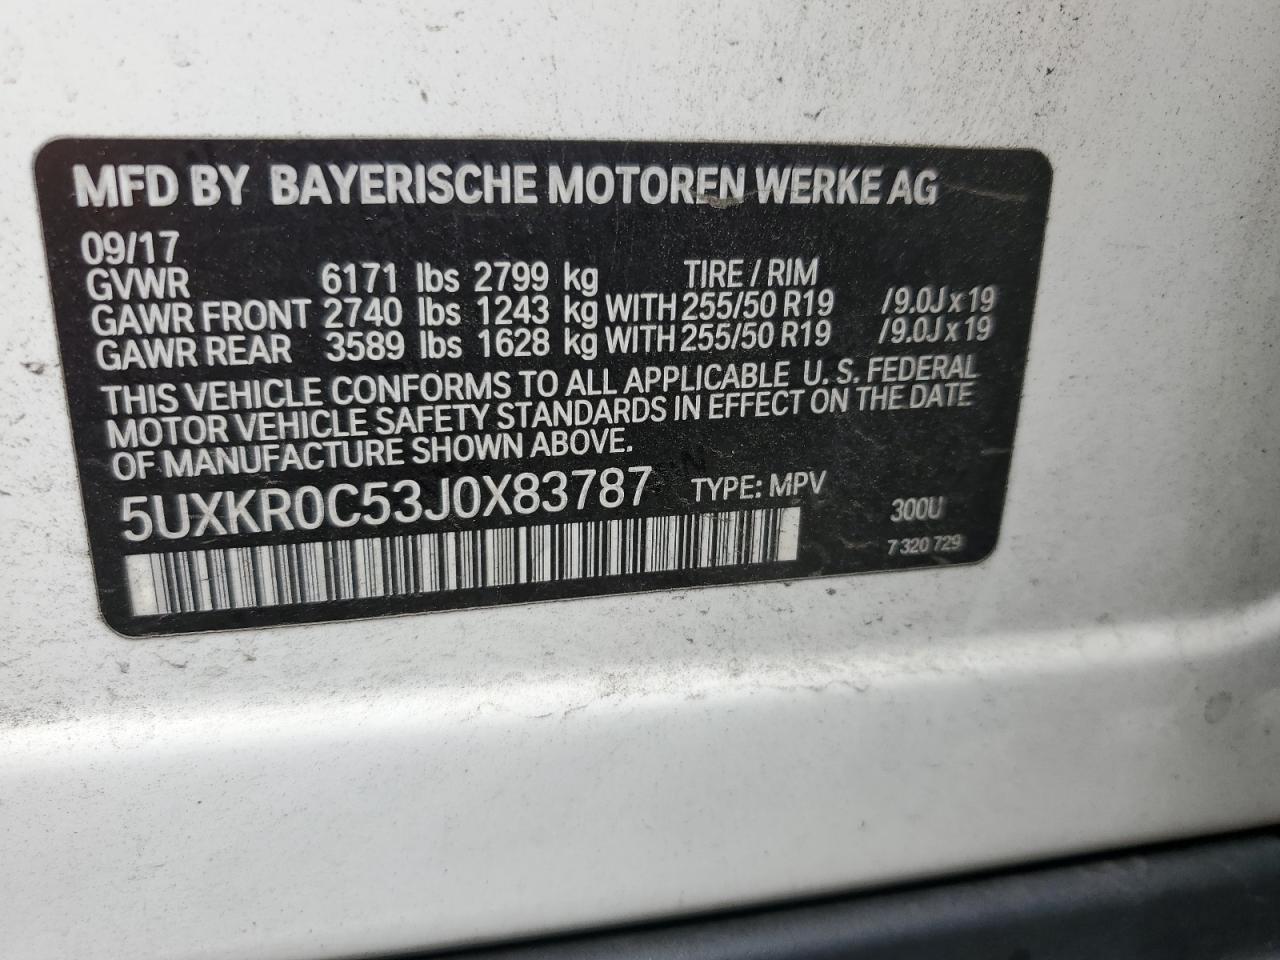 MFD BY BAYERISCHE MOTOREN WERKE AG
09/17
GVWR 6171 lbs 2799 kg TIRE / RIM
GAWR FRONT 2740 lbs 1243 kg WITH 255/50 R19 /9.0J x 19
GAWR REAR 3589 lbs 1628 kg WITH 255/50 R19 /9.0J x 19
THIS VEHICLE CONFORMS TO ALL APPLICABLE U. S. FEDERAL
MOTOR VEHICLE SAFETY STANDARDS IN EFFECT ON THE DATE
OF MANUFACTURE SHOWN ABOVE.
5UXKR0C53J0X83787 TYPE: MPV
300U
7 320 729